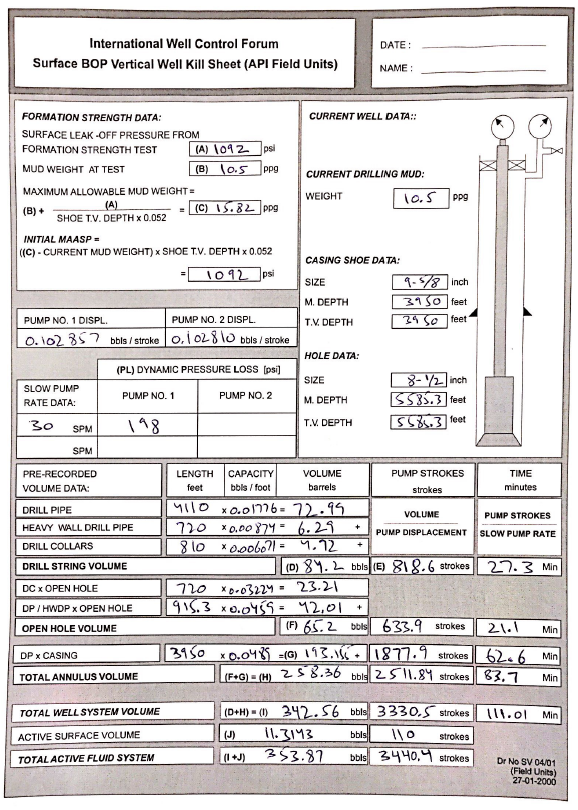 International Well Control Forum
Surface BOP Vertical Well Kill Sheet (API Field Units)
DATE :
NAME :
FORMATION STRENGTH DATA:
SURFACE LEAK -OFF PRESSURE FROM
FORMATION STRENGTH TEST (A) 1092 psi
MUD WEIGHT AT TEST (B) 10.5 ppg
MAXIMUM ALLOWABLE MUD WEIGHT =
(B) + (A) / SHOE T.V. DEPTH x 0.052 = (C) 15.82 ppg
INITIAL MAASP =
((C) - CURRENT MUD WEIGHT) x SHOE T.V. DEPTH x 0.052
= 1092 psi
CURRENT WELL DATA::
CURRENT DRILLING MUD:
WEIGHT 10.5 ppg
CASING SHOE DATA:
SIZE 9-5/8 inch
M. DEPTH 3950 feet
T.V. DEPTH 3950 feet
HOLE DATA:
SIZE 8-1/2 inch
M. DEPTH 5585.3 feet
T.V. DEPTH 5585.3 feet
PUMP NO. 1 DISPL. PUMP NO. 2 DISPL.
0.102857 bbls / stroke 0.102810 bbls / stroke
(PL) DYNAMIC PRESSURE LOSS [psi]
SLOW PUMP RATE DATA: PUMP NO. 1 PUMP NO. 2
30 SPM 198
SPM
PRE-RECORDED VOLUME DATA: LENGTH feet CAPACITY bbls / foot VOLUME barrels PUMP STROKES strokes TIME minutes
DRILL PIPE 4110 x 0.01776 = 72.99
HEAVY WALL DRILL PIPE 720 x 0.00874 = 6.29 +
DRILL COLLARS 810 x 0.006071 = 4.92 +
VOLUME / PUMP DISPLACEMENT
PUMP STROKES / SLOW PUMP RATE
DRILL STRING VOLUME (D) 84.2 bbls (E) 818.6 strokes 27.3 Min
DC x OPEN HOLE 720 x 0.03224 = 23.21
DP / HWDP x OPEN HOLE 915.3 x 0.0459 = 42.01 +
OPEN HOLE VOLUME (F) 65.2 bbls 633.9 strokes 21.1 Min
DP x CASING 3950 x 0.0489 =(G) 193.155 + 1877.9 strokes 62.6 Min
TOTAL ANNULUS VOLUME (F+G) = (H) 258.36 bbls 2511.84 strokes 83.7 Min
TOTAL WELL SYSTEM VOLUME (D+H) = (I) 342.56 bbls 3330.5 strokes 111.01 Min
ACTIVE SURFACE VOLUME (J) 11.3143 bbls 110 strokes
TOTAL ACTIVE FLUID SYSTEM (I +J) 353.87 bbls 3440.4 strokes
Dr No SV 04/01
(Field Units)
27-01-2000